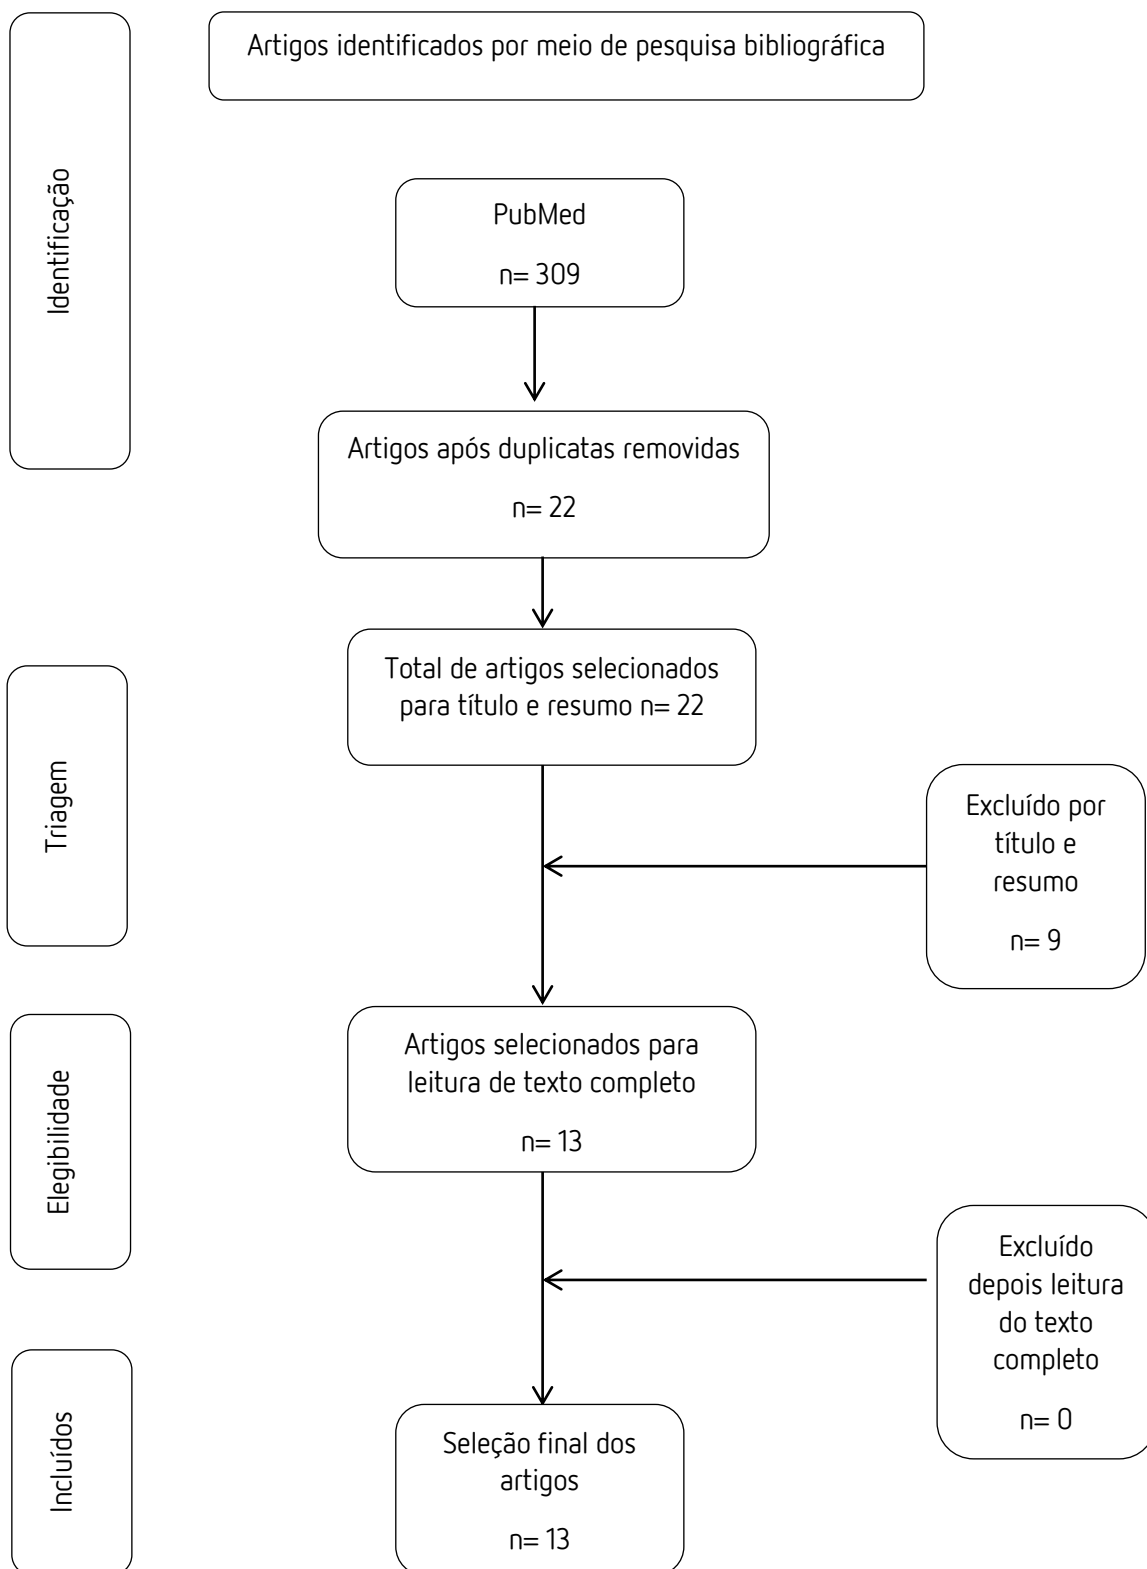 Artigos identificados por meio de pesquisa bibliográfica
Identificação
PubMed
n= 309
Artigos após duplicatas removidas
n= 22
Total de artigos selecionados
para título e resumo n= 22
Triagem
Excluído por
título e
resumo
n= 9
Elegibilidade
Artigos selecionados para
leitura de texto completo
n= 13
Excluído
depois leitura
do texto
completo
n= 0
Incluídos
Seleção final dos
artigos
n= 13